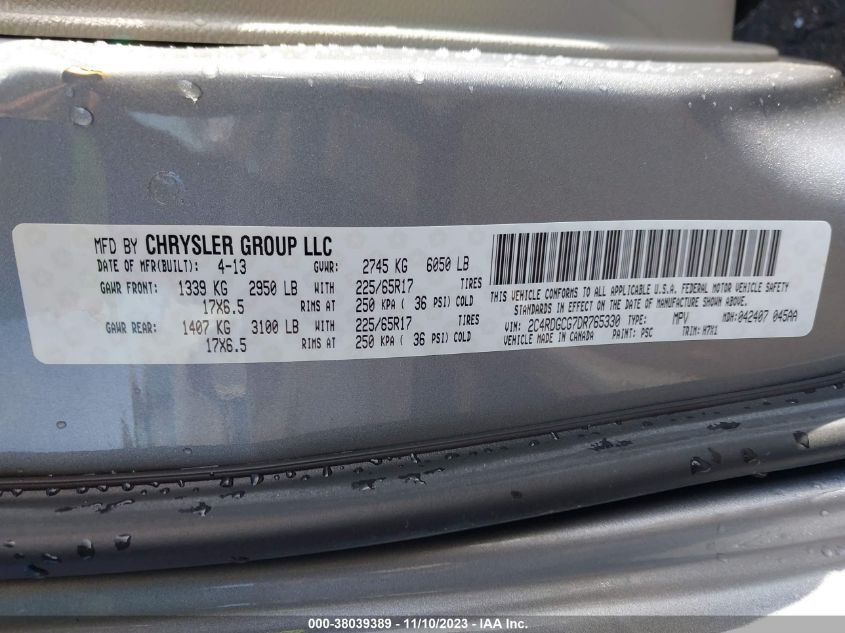 MFD BY CHRYSLER GROUP LLC
DATE OF MFR(BUILT): 4-13 GVWR: 2745 KG 6050 LB
GAWR FRONT: 1339 KG 2950 LB WITH 225/65R17 TIRES
17X6.5 RIMS AT 250 KPA ( 36 PSI) COLD
GAWR REAR: 1407 KG 3100 LB WITH 225/65R17 TIRES
17X6.5 RIMS AT 250 KPA ( 36 PSI) COLD
THIS VEHICLE CONFORMS TO ALL APPLICABLE U.S.A. FEDERAL MOTOR VEHICLE SAFETY
STANDARDS IN EFFECT ON THE DATE OF MANUFACTURE SHOWN ABOVE.
VIN: 2C4RDGCG7DR765330 TYPE: MPV MDH: 042407 045AA
VEHICLE MADE IN CANADA PAINT: PSC TRIM: H7X1
000-38039389 - 11/10/2023 - IAA Inc.